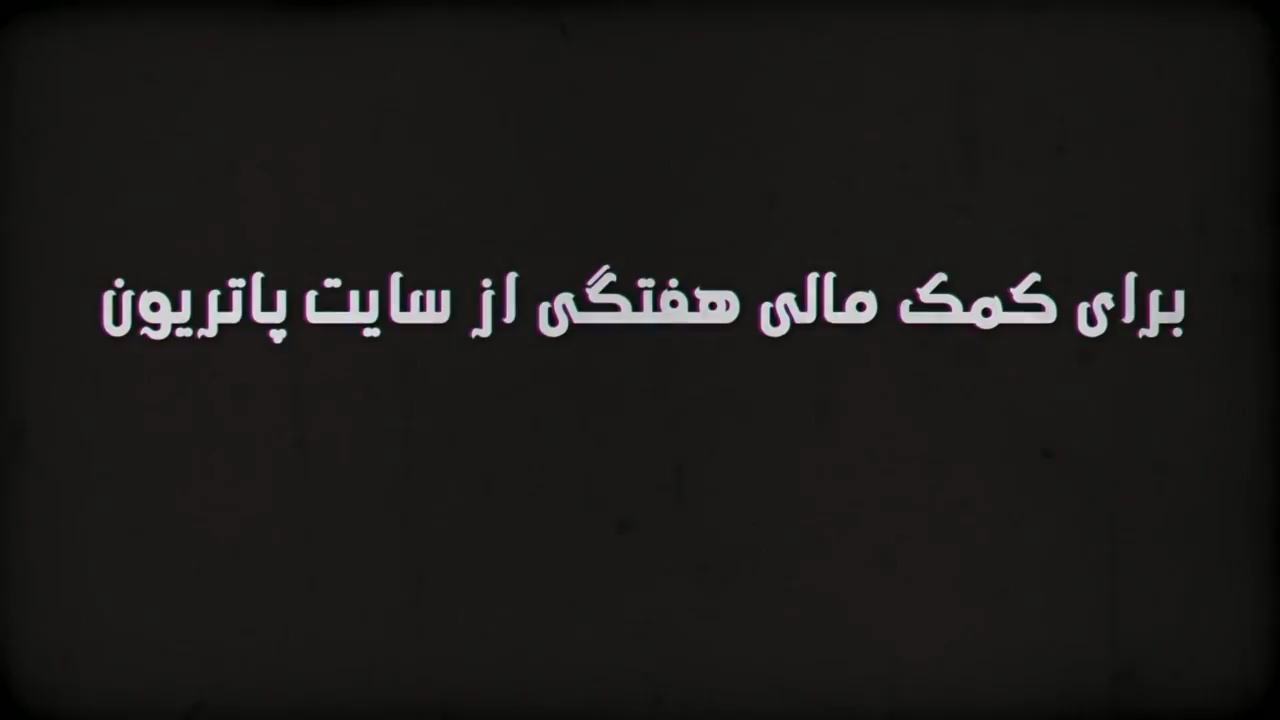 برای کمک مالی هفتگی از سایت پاتریون